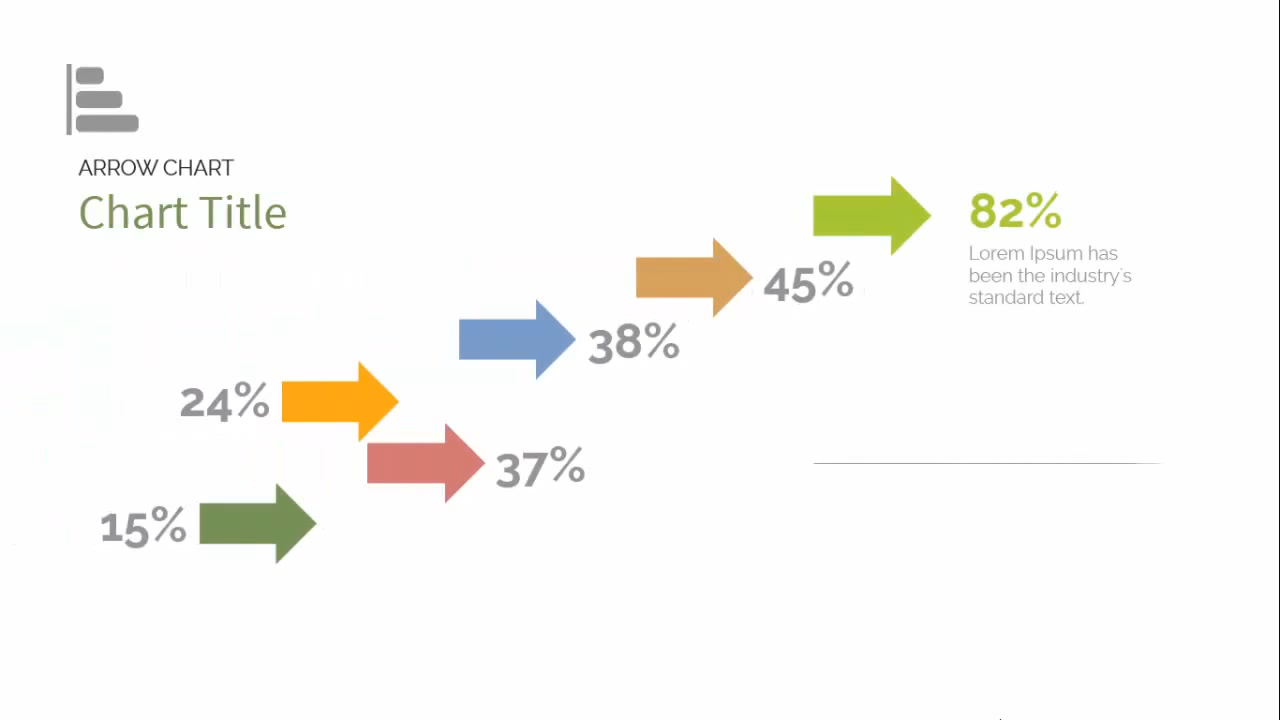 ARROW CHART
Chart Title
82%
Lorem Ipsum has
been the industry's
standard text.
45%
38%
24%
37%
15%